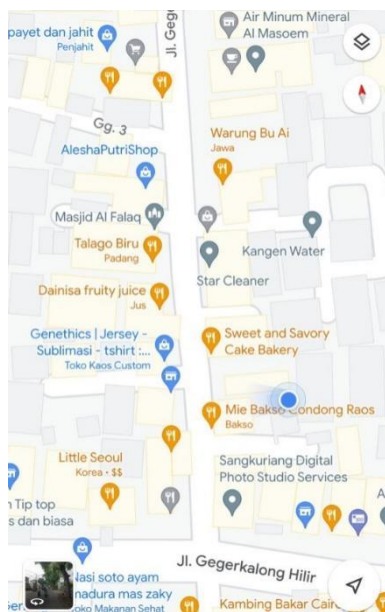 Air Minum Mineral
Al Masoem
payet dan jahit
Penjahit
Jl. Gege
Gg. 3
Warung Bu Ai
Jawa
AleshaPutriShop
Masjid Al Falaq
Talago Biru
Padang
Kangen Water
Star Cleaner
Dainisa fruity juice
Jus
Genethics | Jersey -
Sublimasi - tshirt :...
Toko Kaos Custom
Sweet and Savory
Cake Bakery
Mie Bakso Condong Raos
Bakso
Little Seoul
Korea • $$
Sangkuriang Digital
Photo Studio Services
Tip top
s dan biasa
Jl. Gegerkalong Hilir
Nasi soto ayam
madura mas zaky
Toko Makanan Sehat
Kambing Bakar Cair